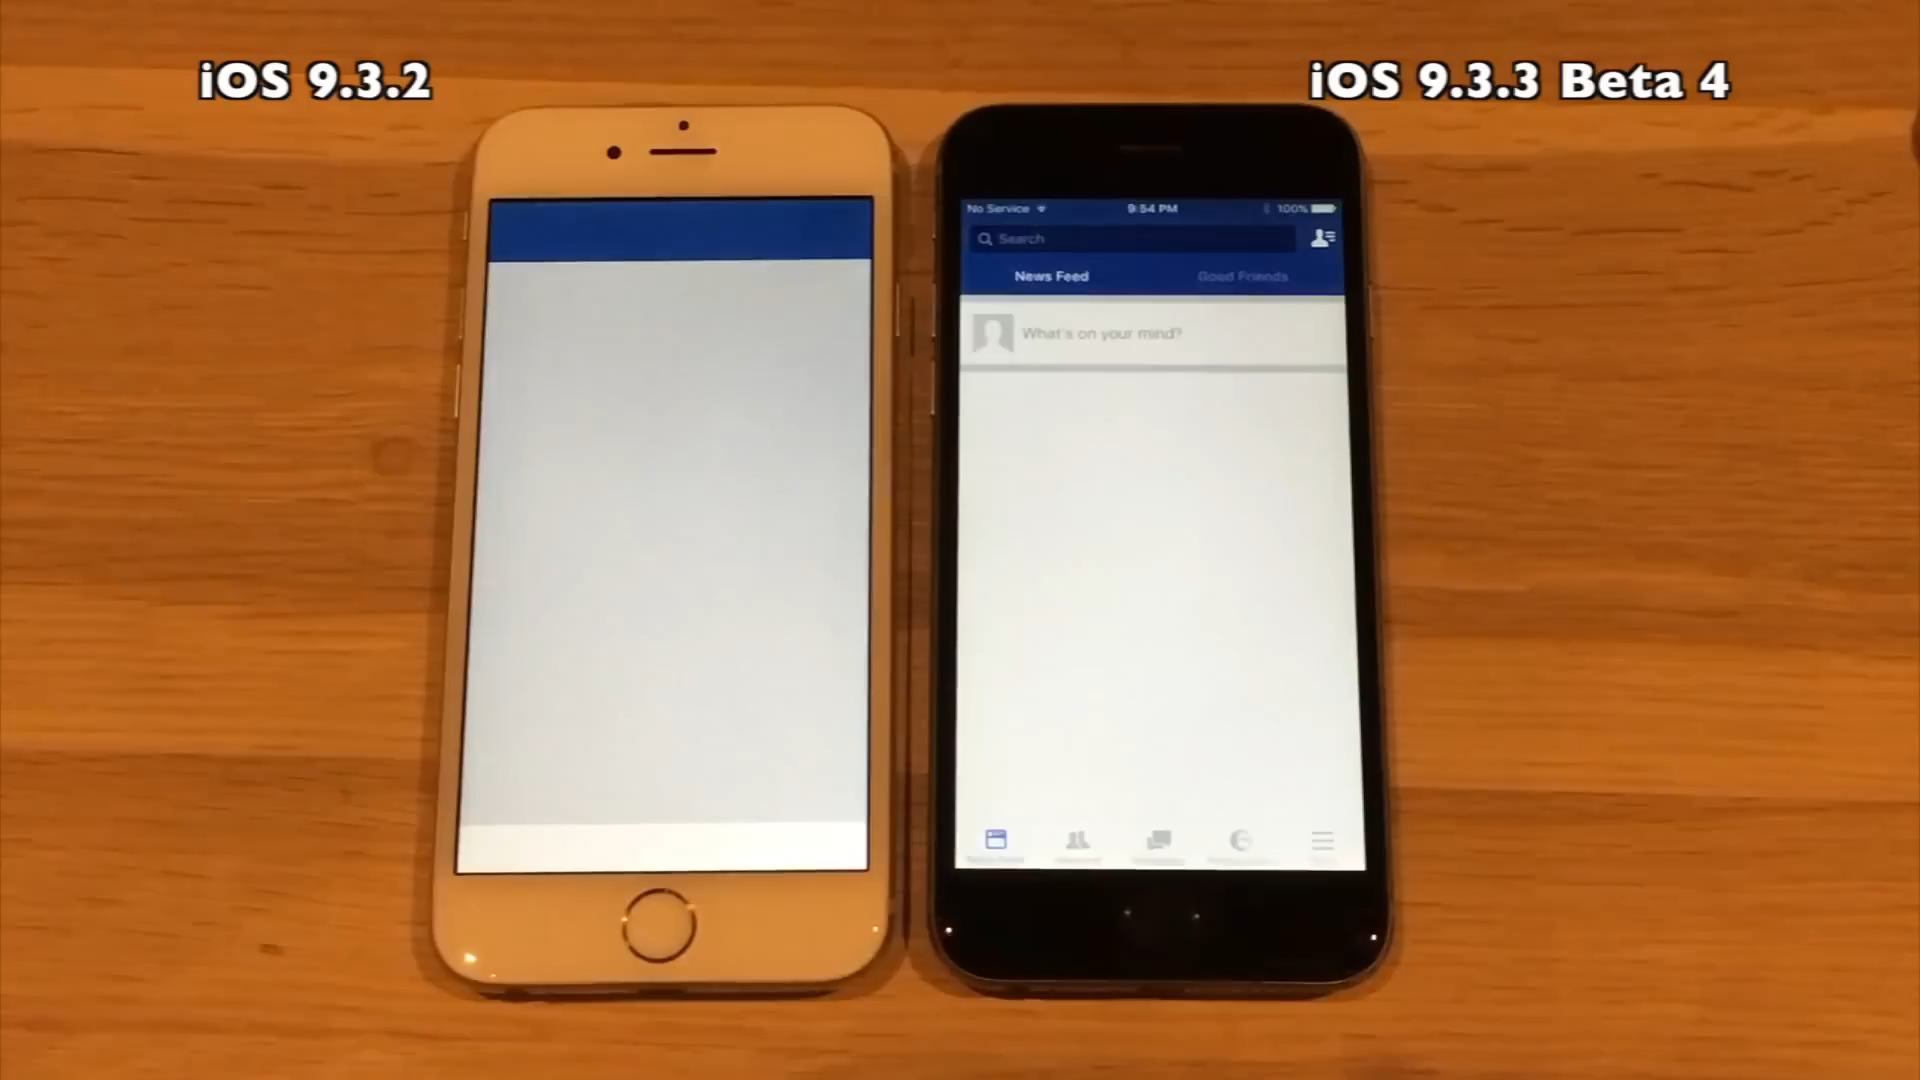 iOS 9.3.2
iOS 9.3.3 Beta 4
No Service 9:54 PM 100%
Search
News Feed Good Friends
What's on your mind?